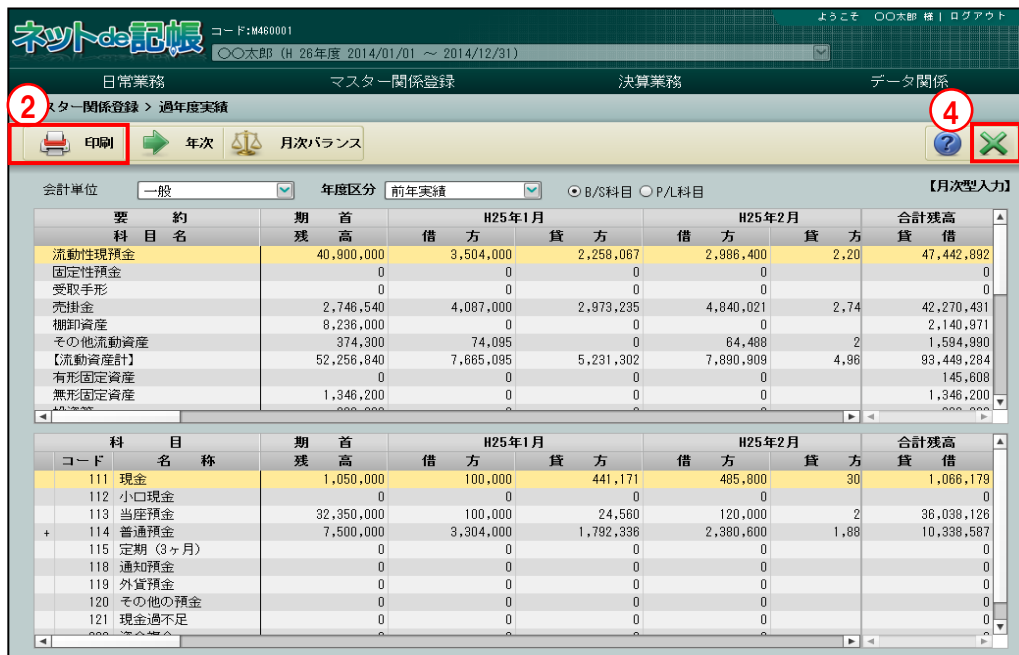 ようこそ ○○太郎 様 | ログアウト
ネットde記帳 コード:M460001
○○太郎 (H 26年度 2014/01/01 ～ 2014/12/31)
日常業務 マスター関係登録 決算業務 データ関係
2 スター関係登録 > 過年度実績 4
印刷 年次 月次バランス ?
会計単位 一般 年度区分 前年実績 B/S科目 P/L科目 【月次型入力】
要約 期首 H25年1月 H25年2月 合計残高
科目名 残高 借方 貸方 借方 貸方 貸借
流動性現預金 40,900,000 3,504,000 2,258,067 2,986,400 2,20 47,442,892
固定性預金 0 0 0 0 0
受取手形 0 0 0 0 0
売掛金 2,746,540 4,087,000 2,973,235 4,840,021 2,74 42,270,431
棚卸資産 8,236,000 0 0 0 2,140,971
その他流動資産 374,300 74,095 0 64,488 2 1,594,990
【流動資産計】 52,256,840 7,665,095 5,231,302 7,890,909 4,96 93,449,284
有形固定資産 0 0 0 0 145,608
無形固定資産 1,346,200 0 0 0 1,346,200
科目 期首 H25年1月 H25年2月 合計残高
コード 名称 残高 借方 貸方 借方 貸方 貸借
111 現金 1,050,000 100,000 441,171 485,800 30 1,066,179
112 小口現金 0 0 0 0 0
113 当座預金 32,350,000 100,000 24,560 120,000 2 36,038,126
+ 114 普通預金 7,500,000 3,304,000 1,792,336 2,380,600 1,88 10,338,587
115 定期(3ヶ月) 0 0 0 0 0
118 通知預金 0 0 0 0 0
119 外貨預金 0 0 0 0 0
120 その他の預金 0 0 0 0 0
121 現金過不足 0 0 0 0 0